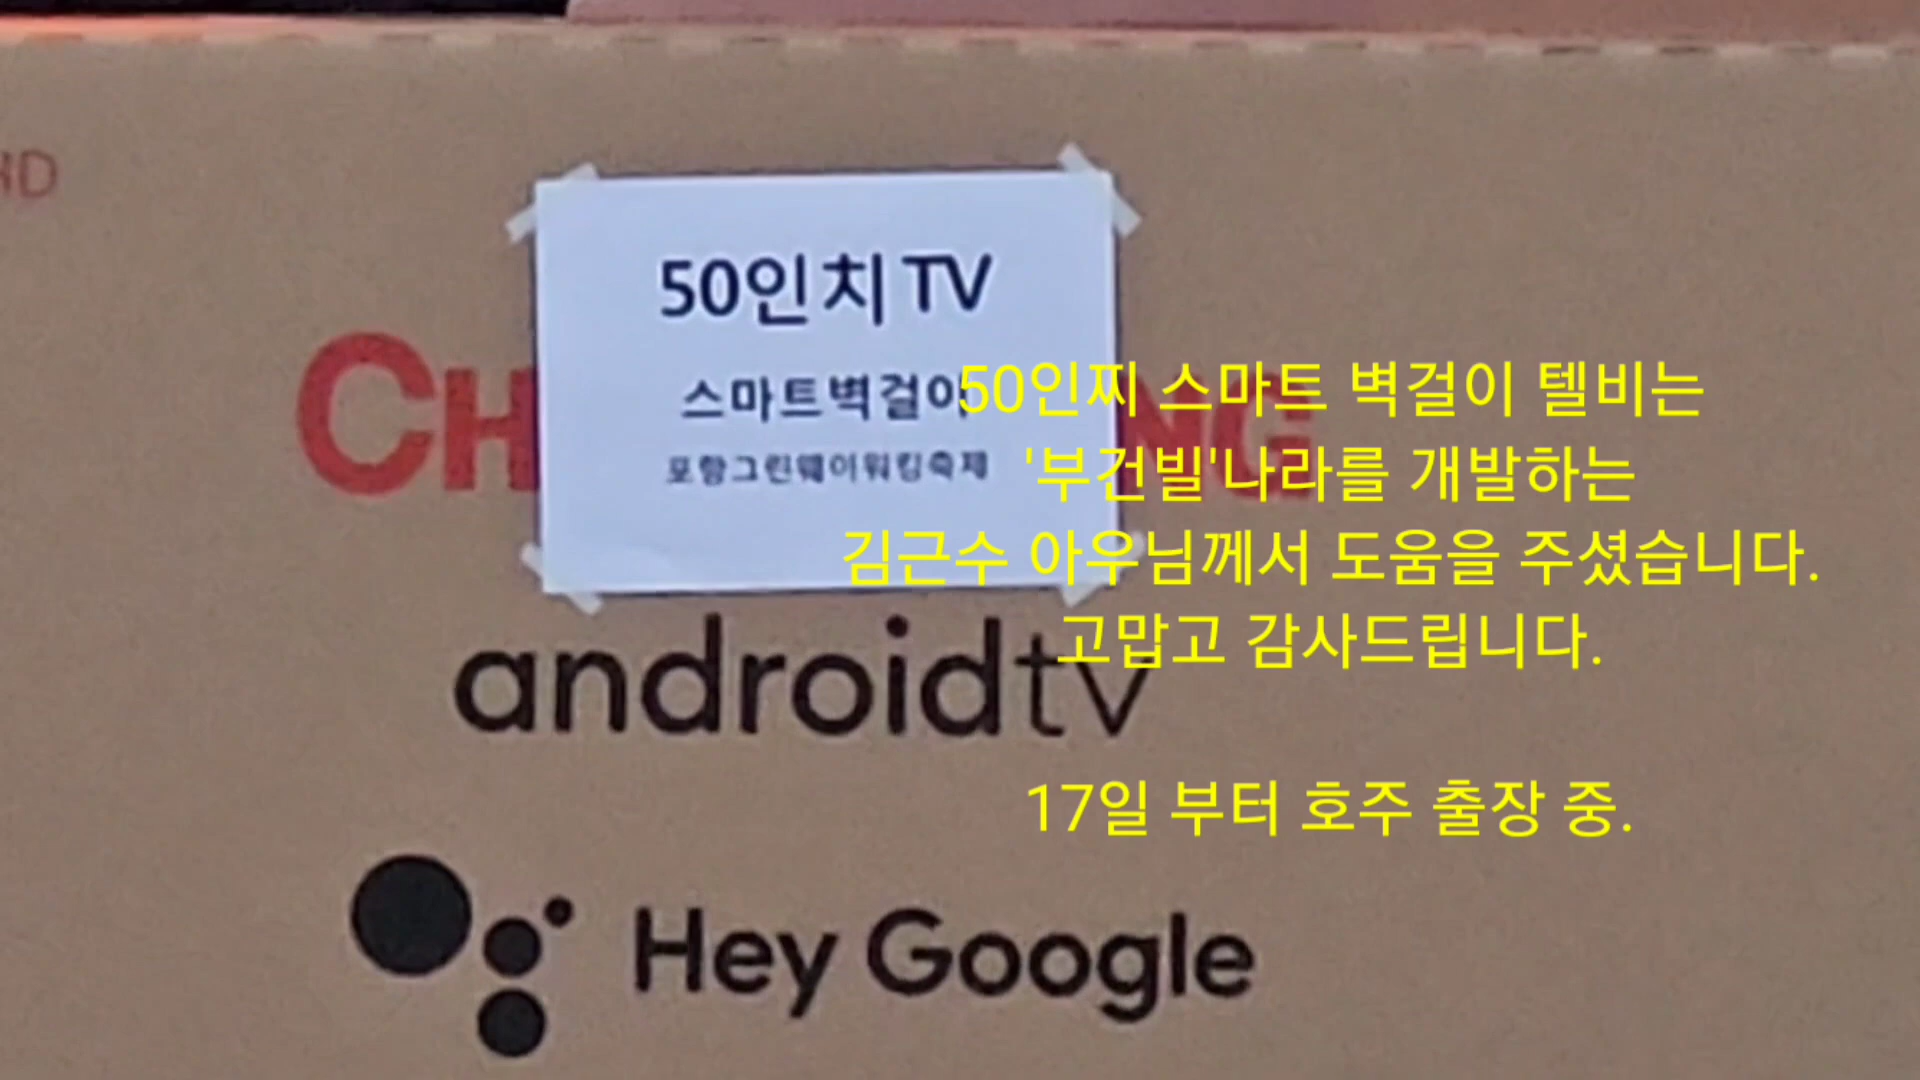 HD
50인치 TV
스마트벽걸이
포항그린웨이워킹축제
CH NG
50인찌 스마트 벽걸이 텔비는
'부건빌'나라를 개발하는
김근수 아우님께서 도움을 주셨습니다.
고맙고 감사드립니다.
androidtv
17일 부터 호주 출장 중.
Hey Google